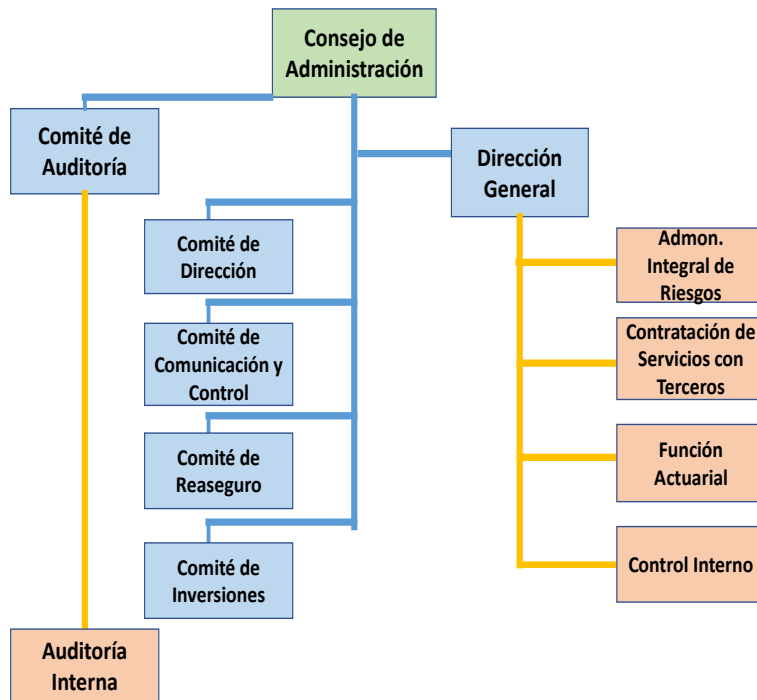 Consejo de
Administración
Comité de
Auditoría
Dirección
General
Comité de
Dirección
Admon.
Integral de
Riesgos
Comité de
Comunicación y
Control
Contratación de
Servicios con
Terceros
Comité de
Reaseguro
Función
Actuarial
Comité de
Inversiones
Control Interno
Auditoría
Interna